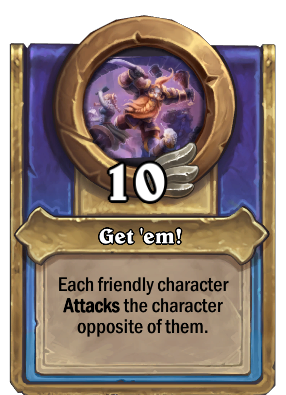 10
Get 'em!
Each friendly character
Attacks the character
opposite of them.